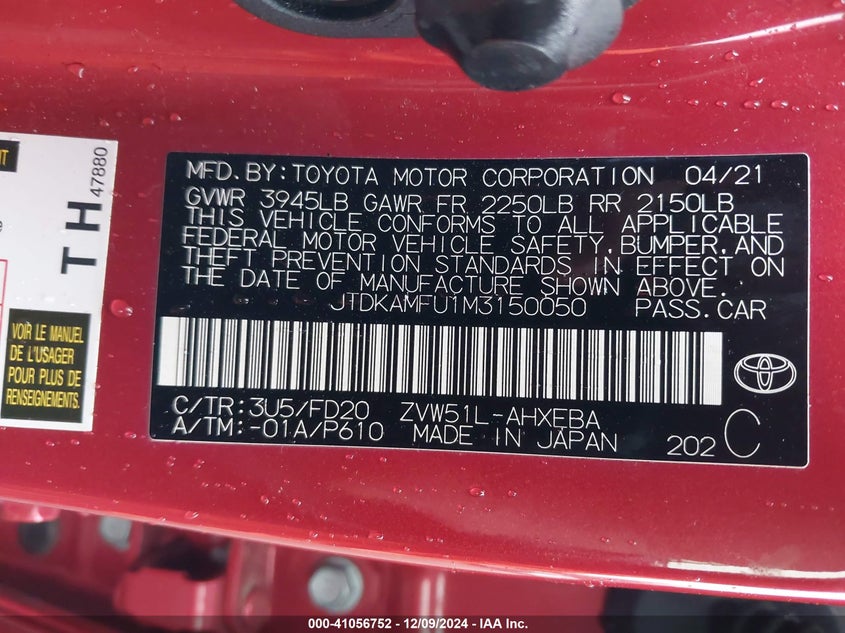 MFD. BY: TOYOTA MOTOR CORPORATION 04/21
GVWR 3945LB GAWR FR 2250LB RR 2150LB
THIS VEHICLE CONFORMS TO ALL APPLICABLE
FEDERAL MOTOR VEHICLE SAFETY, BUMPER, AND
THEFT PREVENTION STANDARDS IN EFFECT ON
THE DATE OF MANUFACTURE SHOWN ABOVE.
JTDKAMFU1M3150050 PASS. CAR
C/TR: 3U5/FD20 ZVW51L-AHXEBA
A/TM: -01A/P610 MADE IN JAPAN 202 C
TH
47880
VOIR LE MANUEL
DE L'USAGER
POUR PLUS DE
RENSEIGNEMENTS.
000-41056752 - 12/09/2024 - IAA Inc.